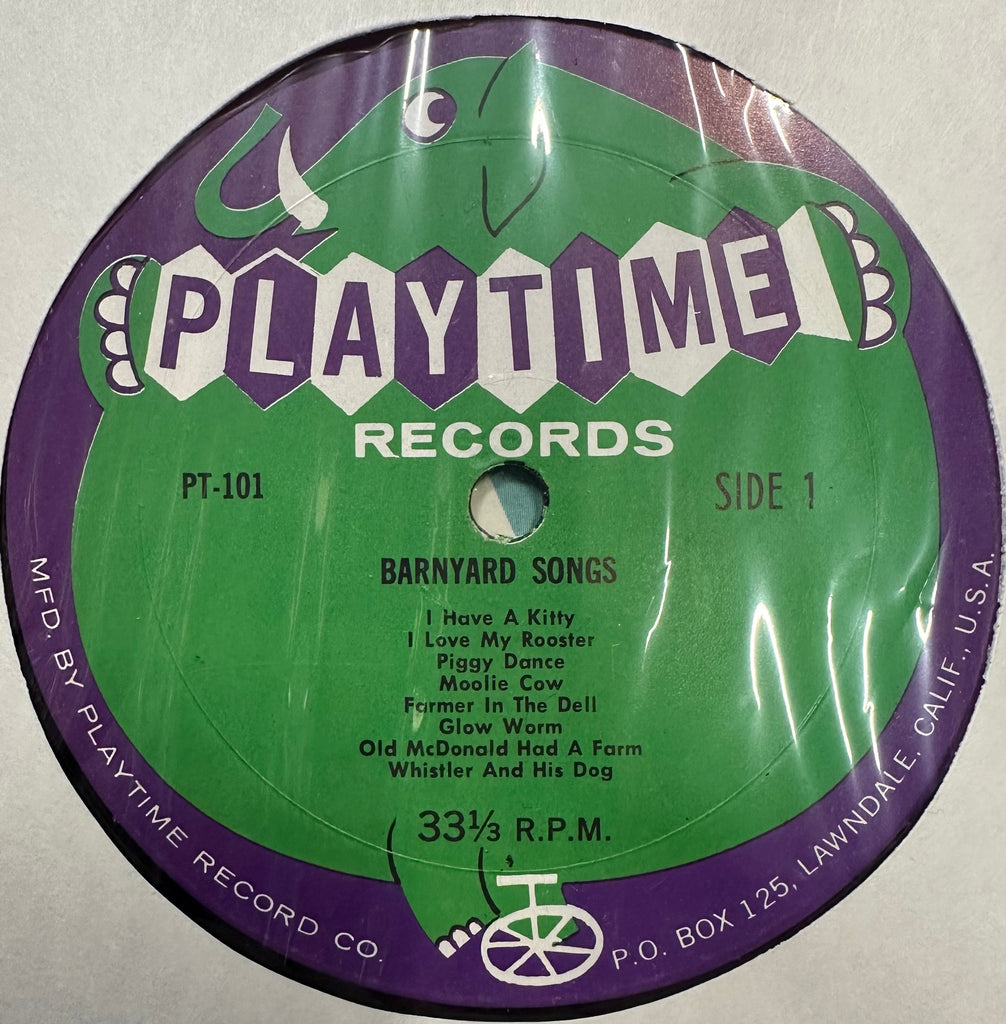 PLAYTIME
RECORDS
PT-101
SIDE 1
BARNYARD SONGS
I Have A Kitty
I Love My Rooster
Piggy Dance
Moolie Cow
Farmer In The Dell
Glow Worm
Old McDonald Had A Farm
Whistler And His Dog
33⅓ R.P.M.
MFD. BY PLAYTIME RECORD CO.
P.O. BOX 125, LAWNDALE, CALIF., U.S.A.